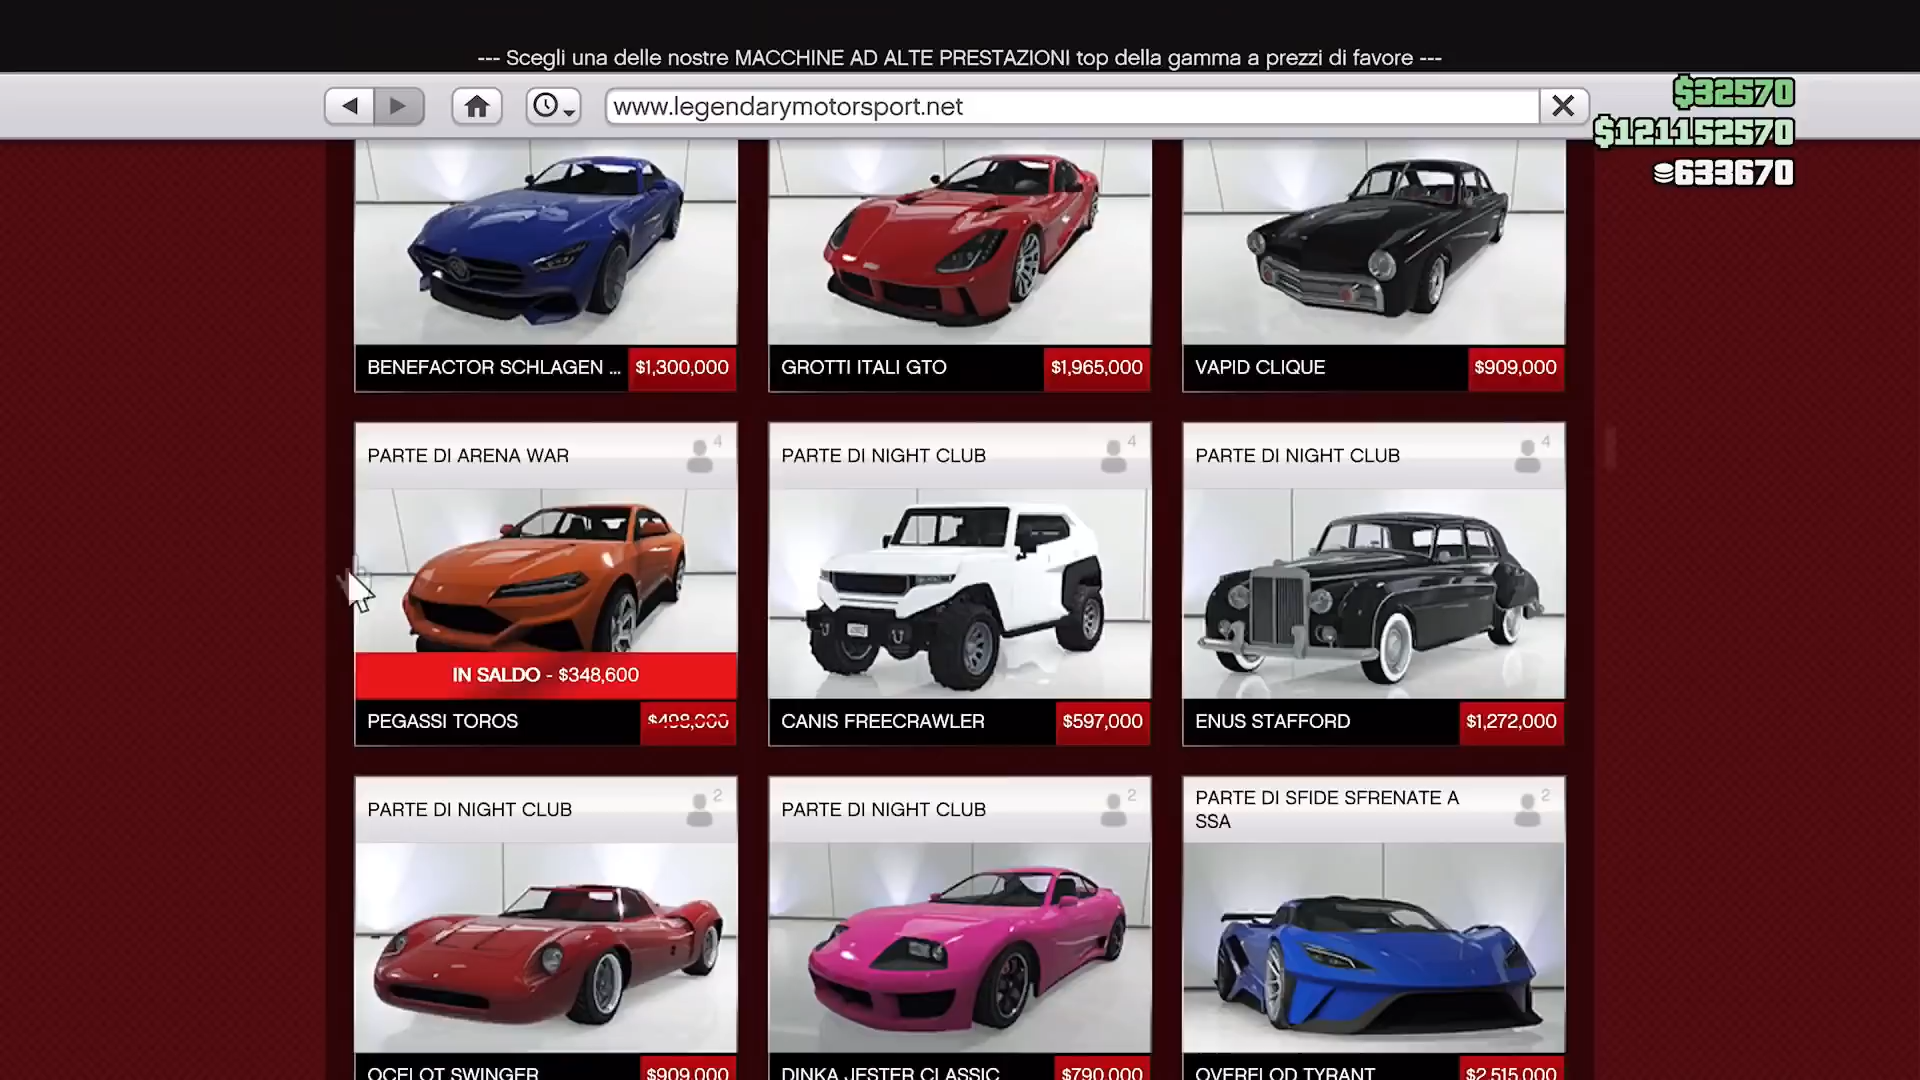 --- Scegli una delle nostre MACCHINE AD ALTE PRESTAZIONI top della gamma a prezzi di favore ---
www.legendarymotorsport.net
$32570
$121152570
633670
BENEFACTOR SCHLAGEN ... $1,300,000
GROTTI ITALI GTO $1,965,000
VAPID CLIQUE $909,000
PARTE DI ARENA WAR 4
PARTE DI NIGHT CLUB 4
PARTE DI NIGHT CLUB 4
IN SALDO - $348,600
PEGASSI TOROS $498,000
CANIS FREECRAWLER $597,000
ENUS STAFFORD $1,272,000
PARTE DI NIGHT CLUB 2
PARTE DI NIGHT CLUB 2
PARTE DI SFIDE SFRENATE A
SSA 2
OCELOT SWINGER $909,000
DINKA JESTER CLASSIC $790,000
OVERFLOD TYRANT $2,515,000